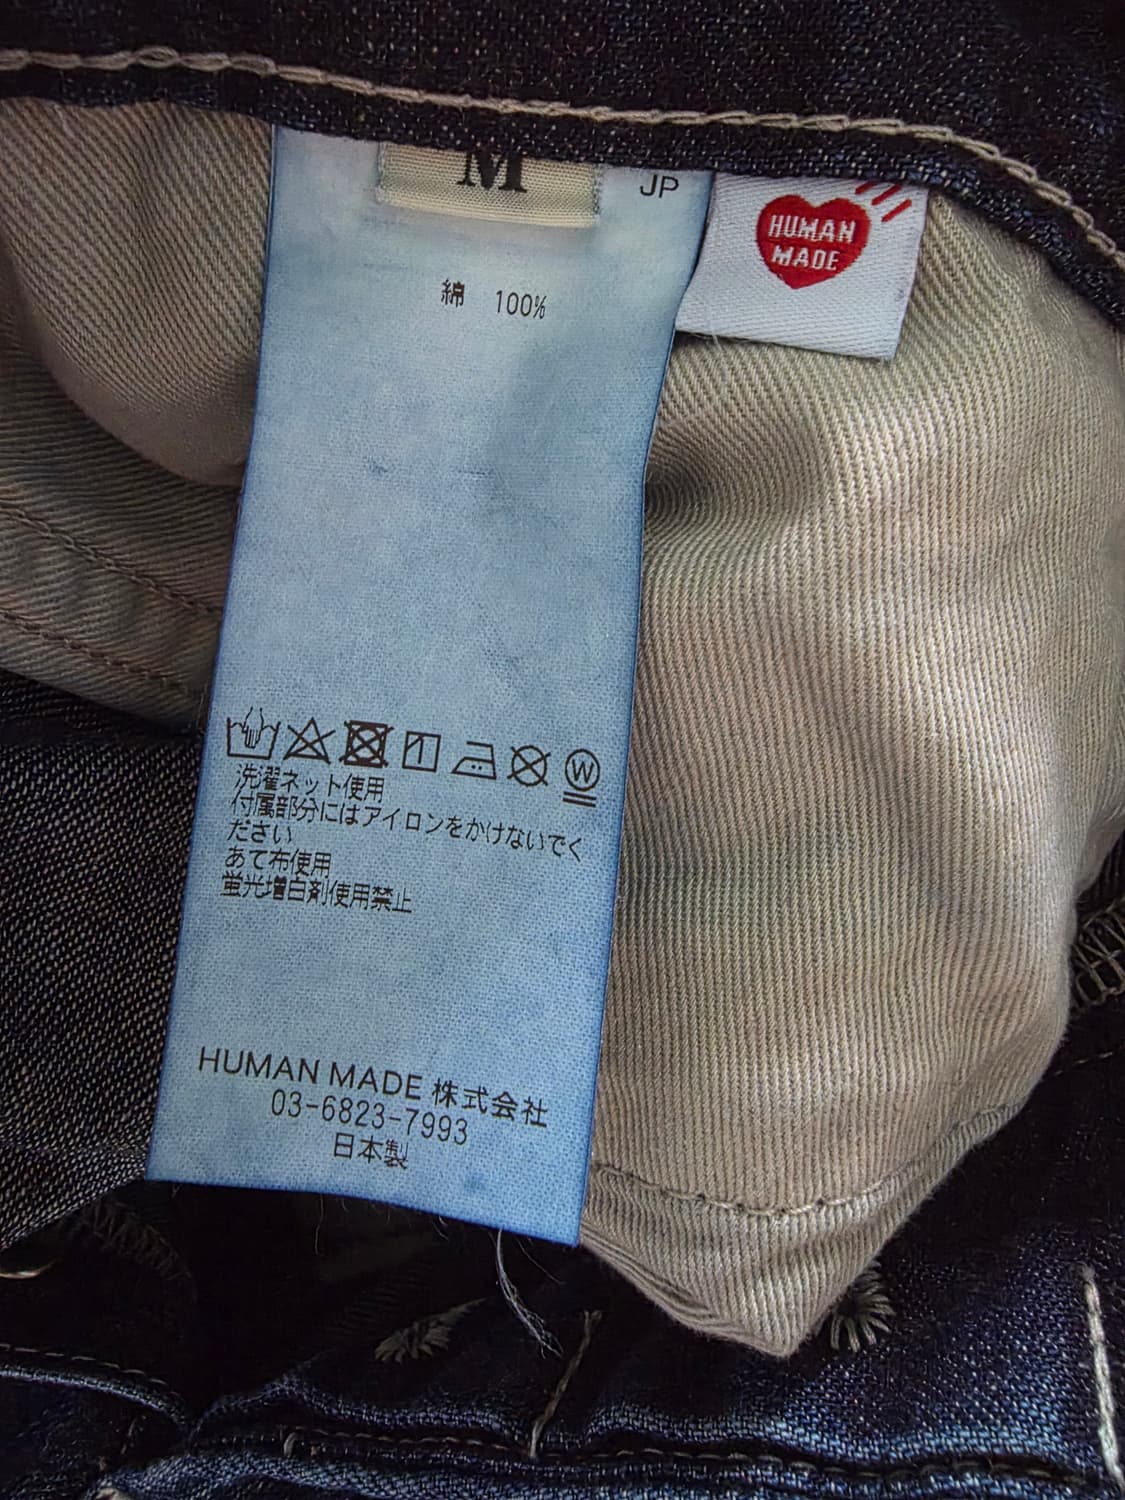 M
JP
HUMAN
MADE
綿 100%
W
洗濯ネット使用
付属部分にはアイロンをかけないでく
ださい
あて布使用
蛍光増白剤使用禁止
HUMAN MADE 株式会社
03-6823-7993
日本製